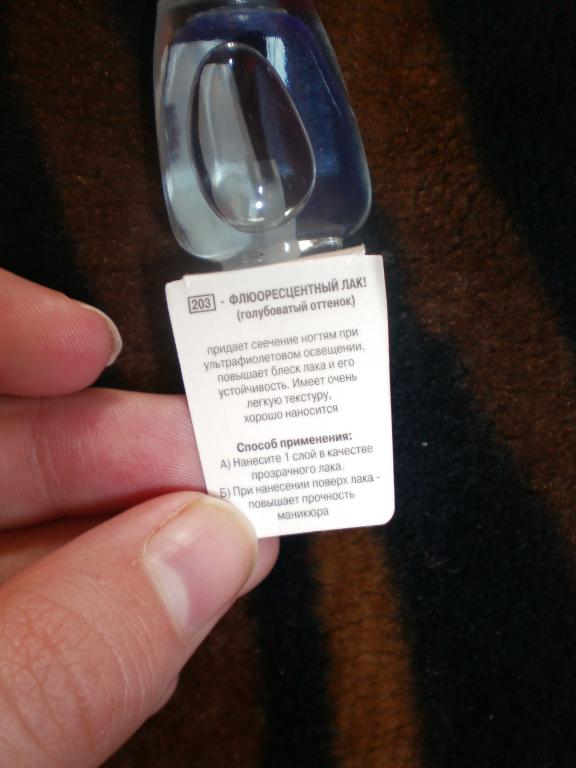 203 - ФЛЮОРЕСЦЕНТНЫЙ ЛАК!
(голубоватый оттенок)
придает свечение ногтям при
ультрафиолетовом освещении,
повышает блеск лака и его
устойчивость. Имеет очень
легкую текстуру,
хорошо наносится
Способ применения:
А) Нанесите 1 слой в качестве
прозрачного лака.
Б) При нанесении поверх лака -
повышает прочность
маникюра